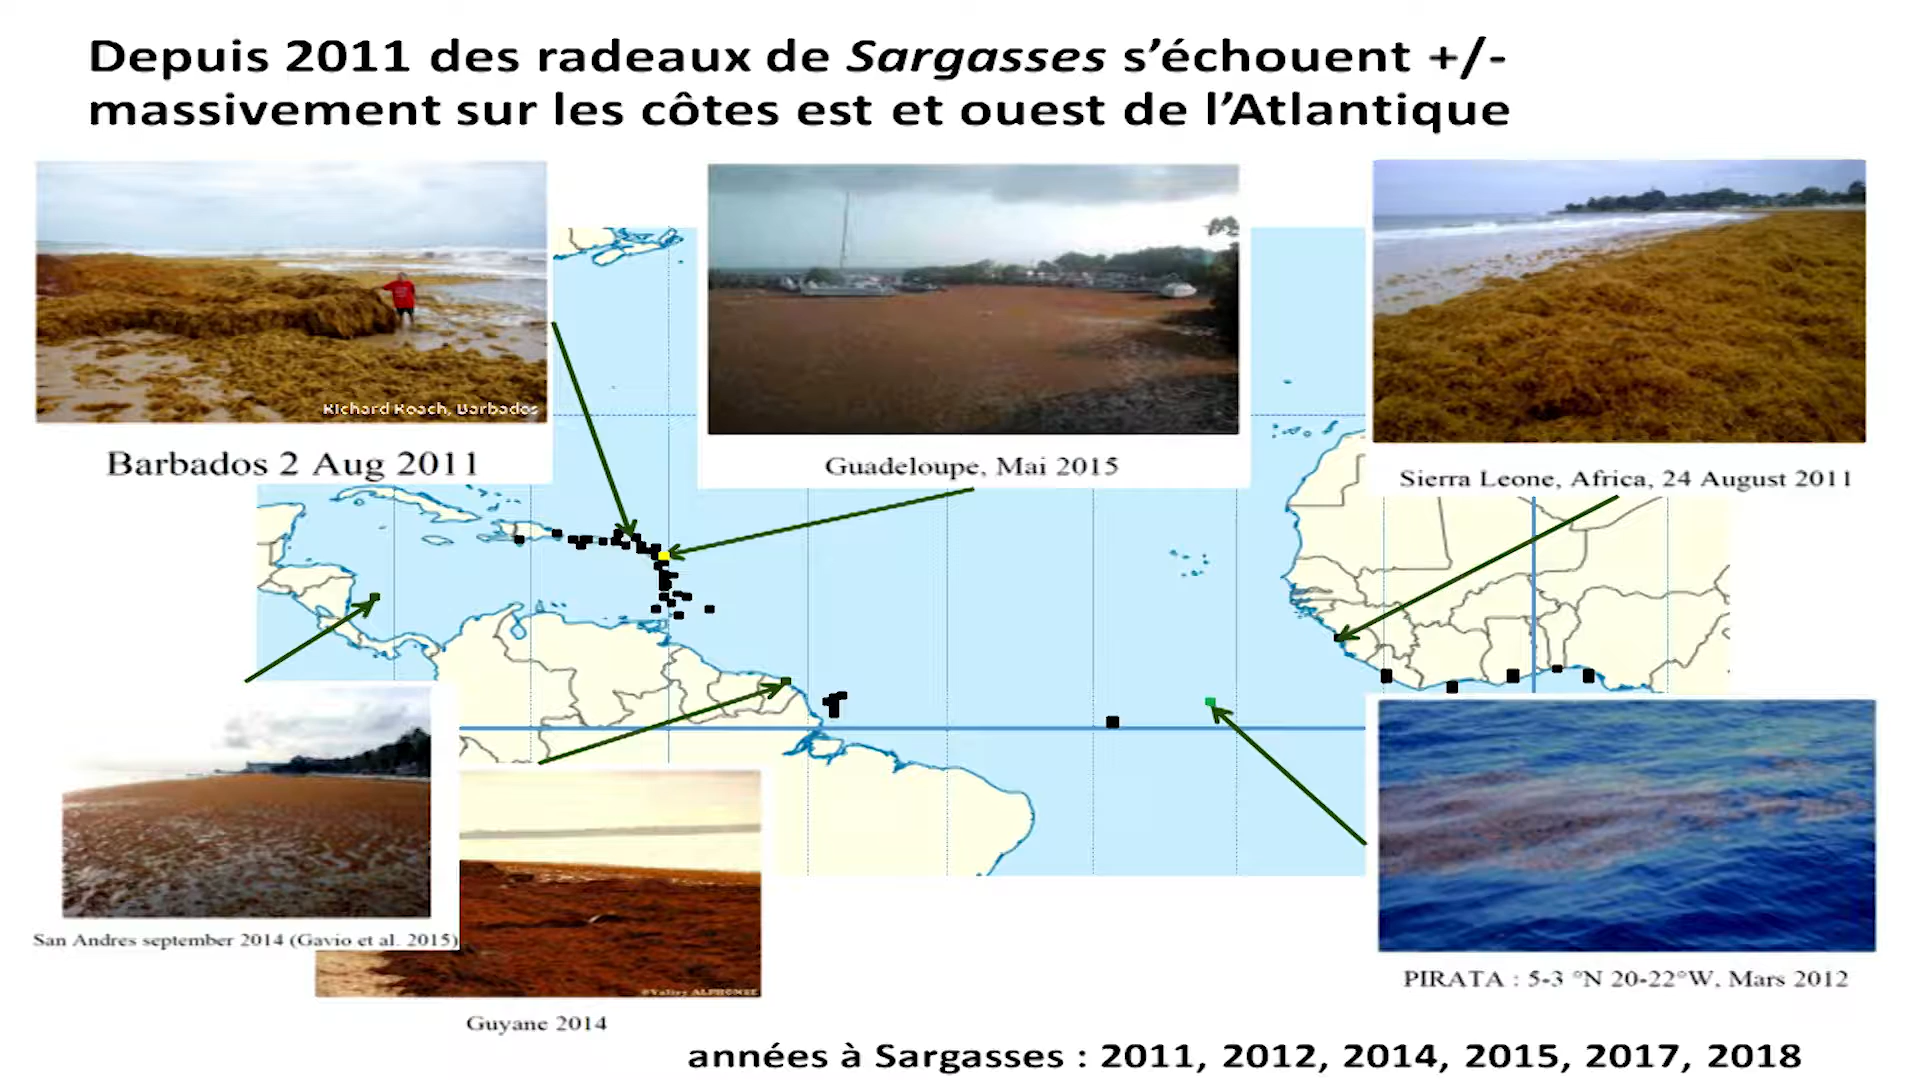 Depuis 2011 des radeaux de Sargasses s’échouent +/-
massivement sur les côtes est et ouest de l’Atlantique
Richard Roach, Barbados
Barbados 2 Aug 2011
Guadeloupe, Mai 2015
Sierra Leone, Africa, 24 August 2011
San Andres september 2014 (Gavio et al. 2015)
©Valéry ALPHONSE
Guyane 2014
PIRATA : 5-3 °N 20-22°W, Mars 2012
années à Sargasses : 2011, 2012, 2014, 2015, 2017, 2018